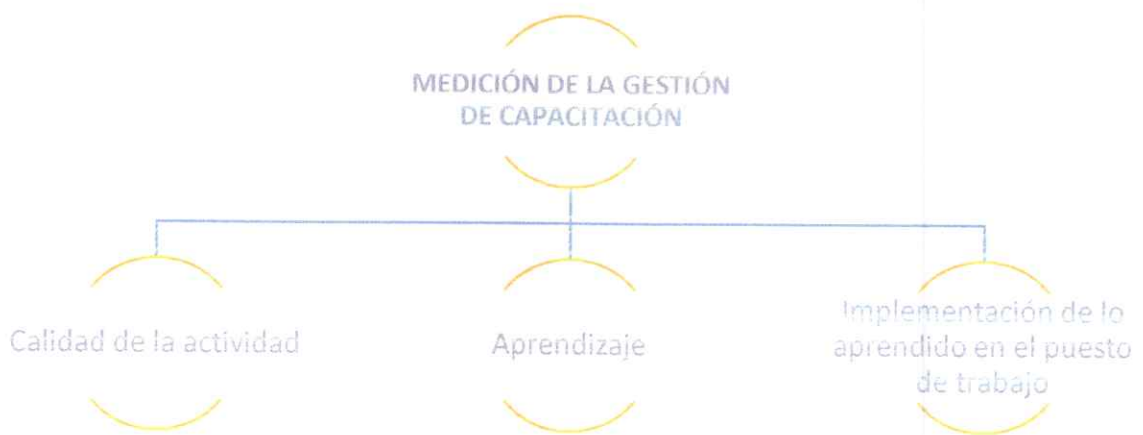 MEDICIÓN DE LA GESTIÓN
DE CAPACITACIÓN
Calidad de la actividad
Aprendizaje
Implementación de lo
aprendido en el puesto
de trabajo